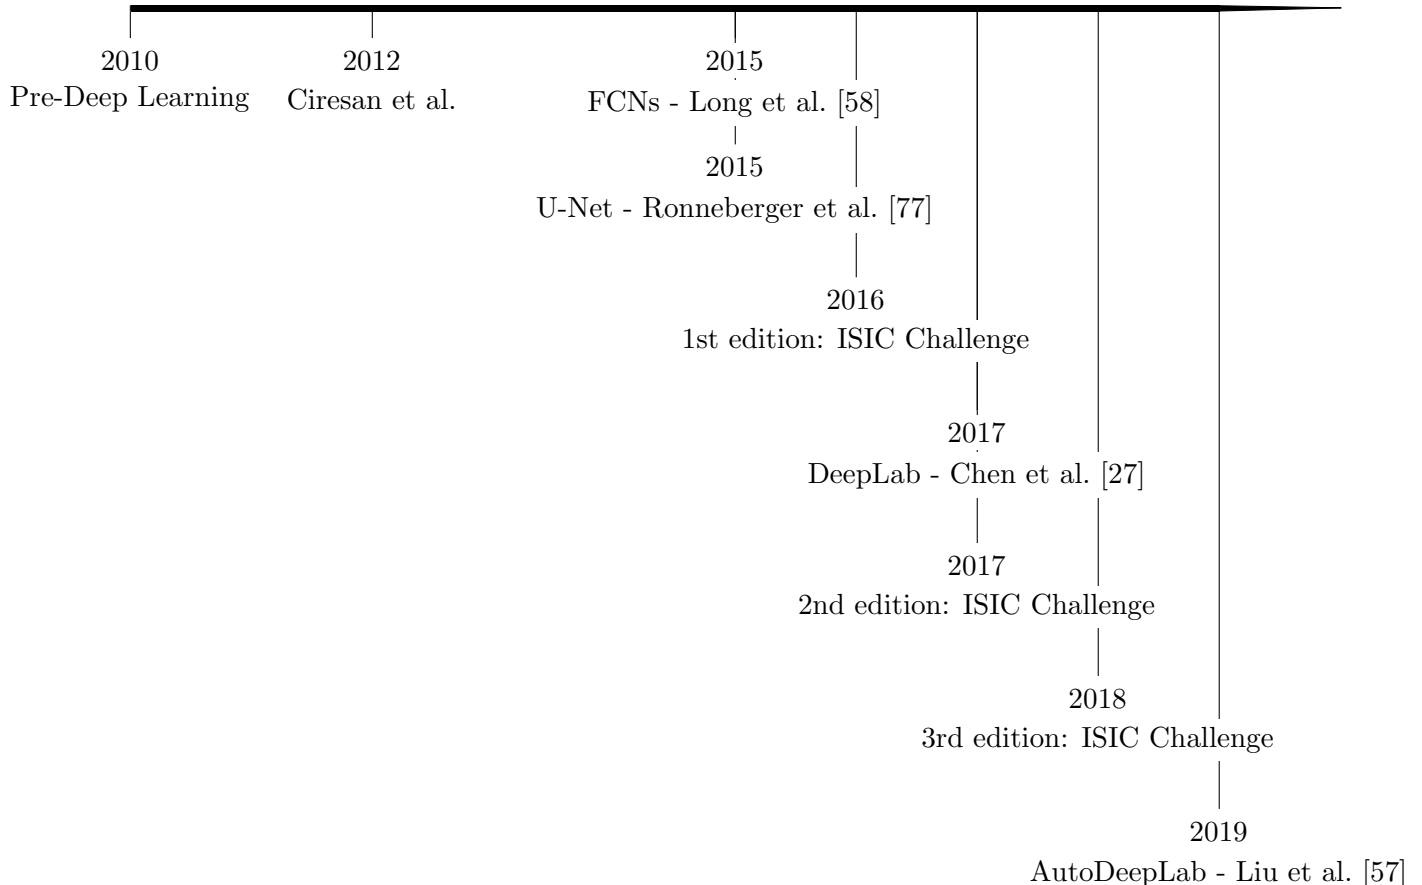 2010
Pre-Deep Learning
2012
Ciresan et al.
2015
FCNs - Long et al. [58]
2015
U-Net - Ronneberger et al. [77]
2016
1st edition: ISIC Challenge
2017
DeepLab - Chen et al. [27]
2017
2nd edition: ISIC Challenge
2018
3rd edition: ISIC Challenge
2019
AutoDeepLab - Liu et al. [57]